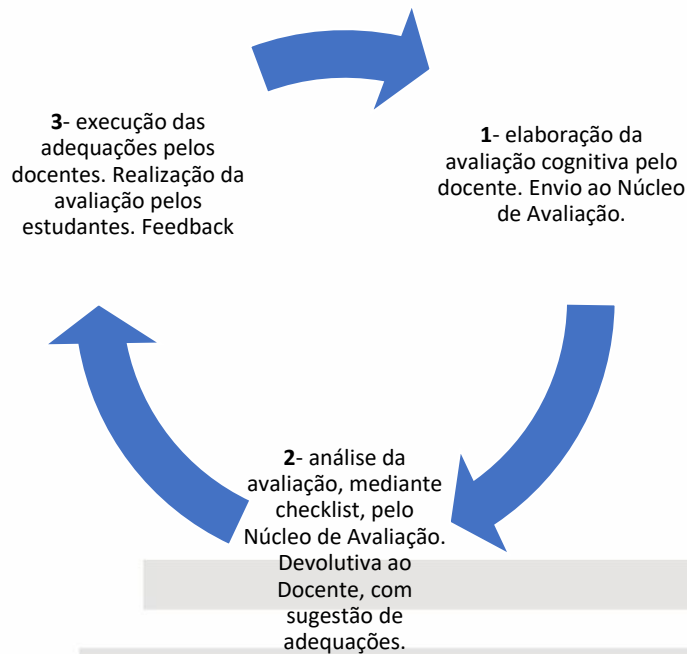 3- execução das
adequações pelos
docentes. Realização da
avaliação pelos
estudantes. Feedback
1- elaboração da
avaliação cognitiva pelo
docente. Envio ao Núcleo
de Avaliação.
2- análise da
avaliação, mediante
checklist, pelo
Núcleo de Avaliação.
Devolutiva ao
Docente, com
sugestão de
adequações.